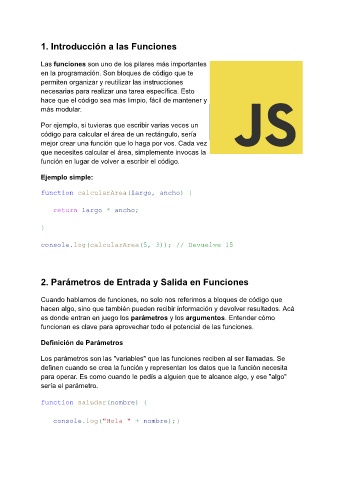 1. Introducción a las Funciones
Las funciones son uno de los pilares más importantes
en la programación. Son bloques de código que te
permiten organizar y reutilizar las instrucciones
necesarias para realizar una tarea específica. Esto
hace que el código sea más limpio, fácil de mantener y
más modular.
JS
Por ejemplo, si tuvieras que escribir varias veces un
código para calcular el área de un rectángulo, sería
mejor crear una función que lo haga por vos. Cada vez
que necesites calcular el área, simplemente invocas la
función en lugar de volver a escribir el código.
Ejemplo simple:
function calcularArea(largo, ancho) {
return largo * ancho;
}
console.log(calcularArea(5, 3)); // Devuelve 15
2. Parámetros de Entrada y Salida en Funciones
Cuando hablamos de funciones, no solo nos referimos a bloques de código que
hacen algo, sino que también pueden recibir información y devolver resultados. Acá
es donde entran en juego los parámetros y los argumentos. Entender cómo
funcionan es clave para aprovechar todo el potencial de las funciones.
Definición de Parámetros
Los parámetros son las "variables" que las funciones reciben al ser llamadas. Se
definen cuando se crea la función y representan los datos que la función necesita
para operar. Es como cuando le pedís a alguien que te alcance algo, y ese "algo"
sería el parámetro.
function saludar(nombre) {
console.log("Hola " + nombre);}